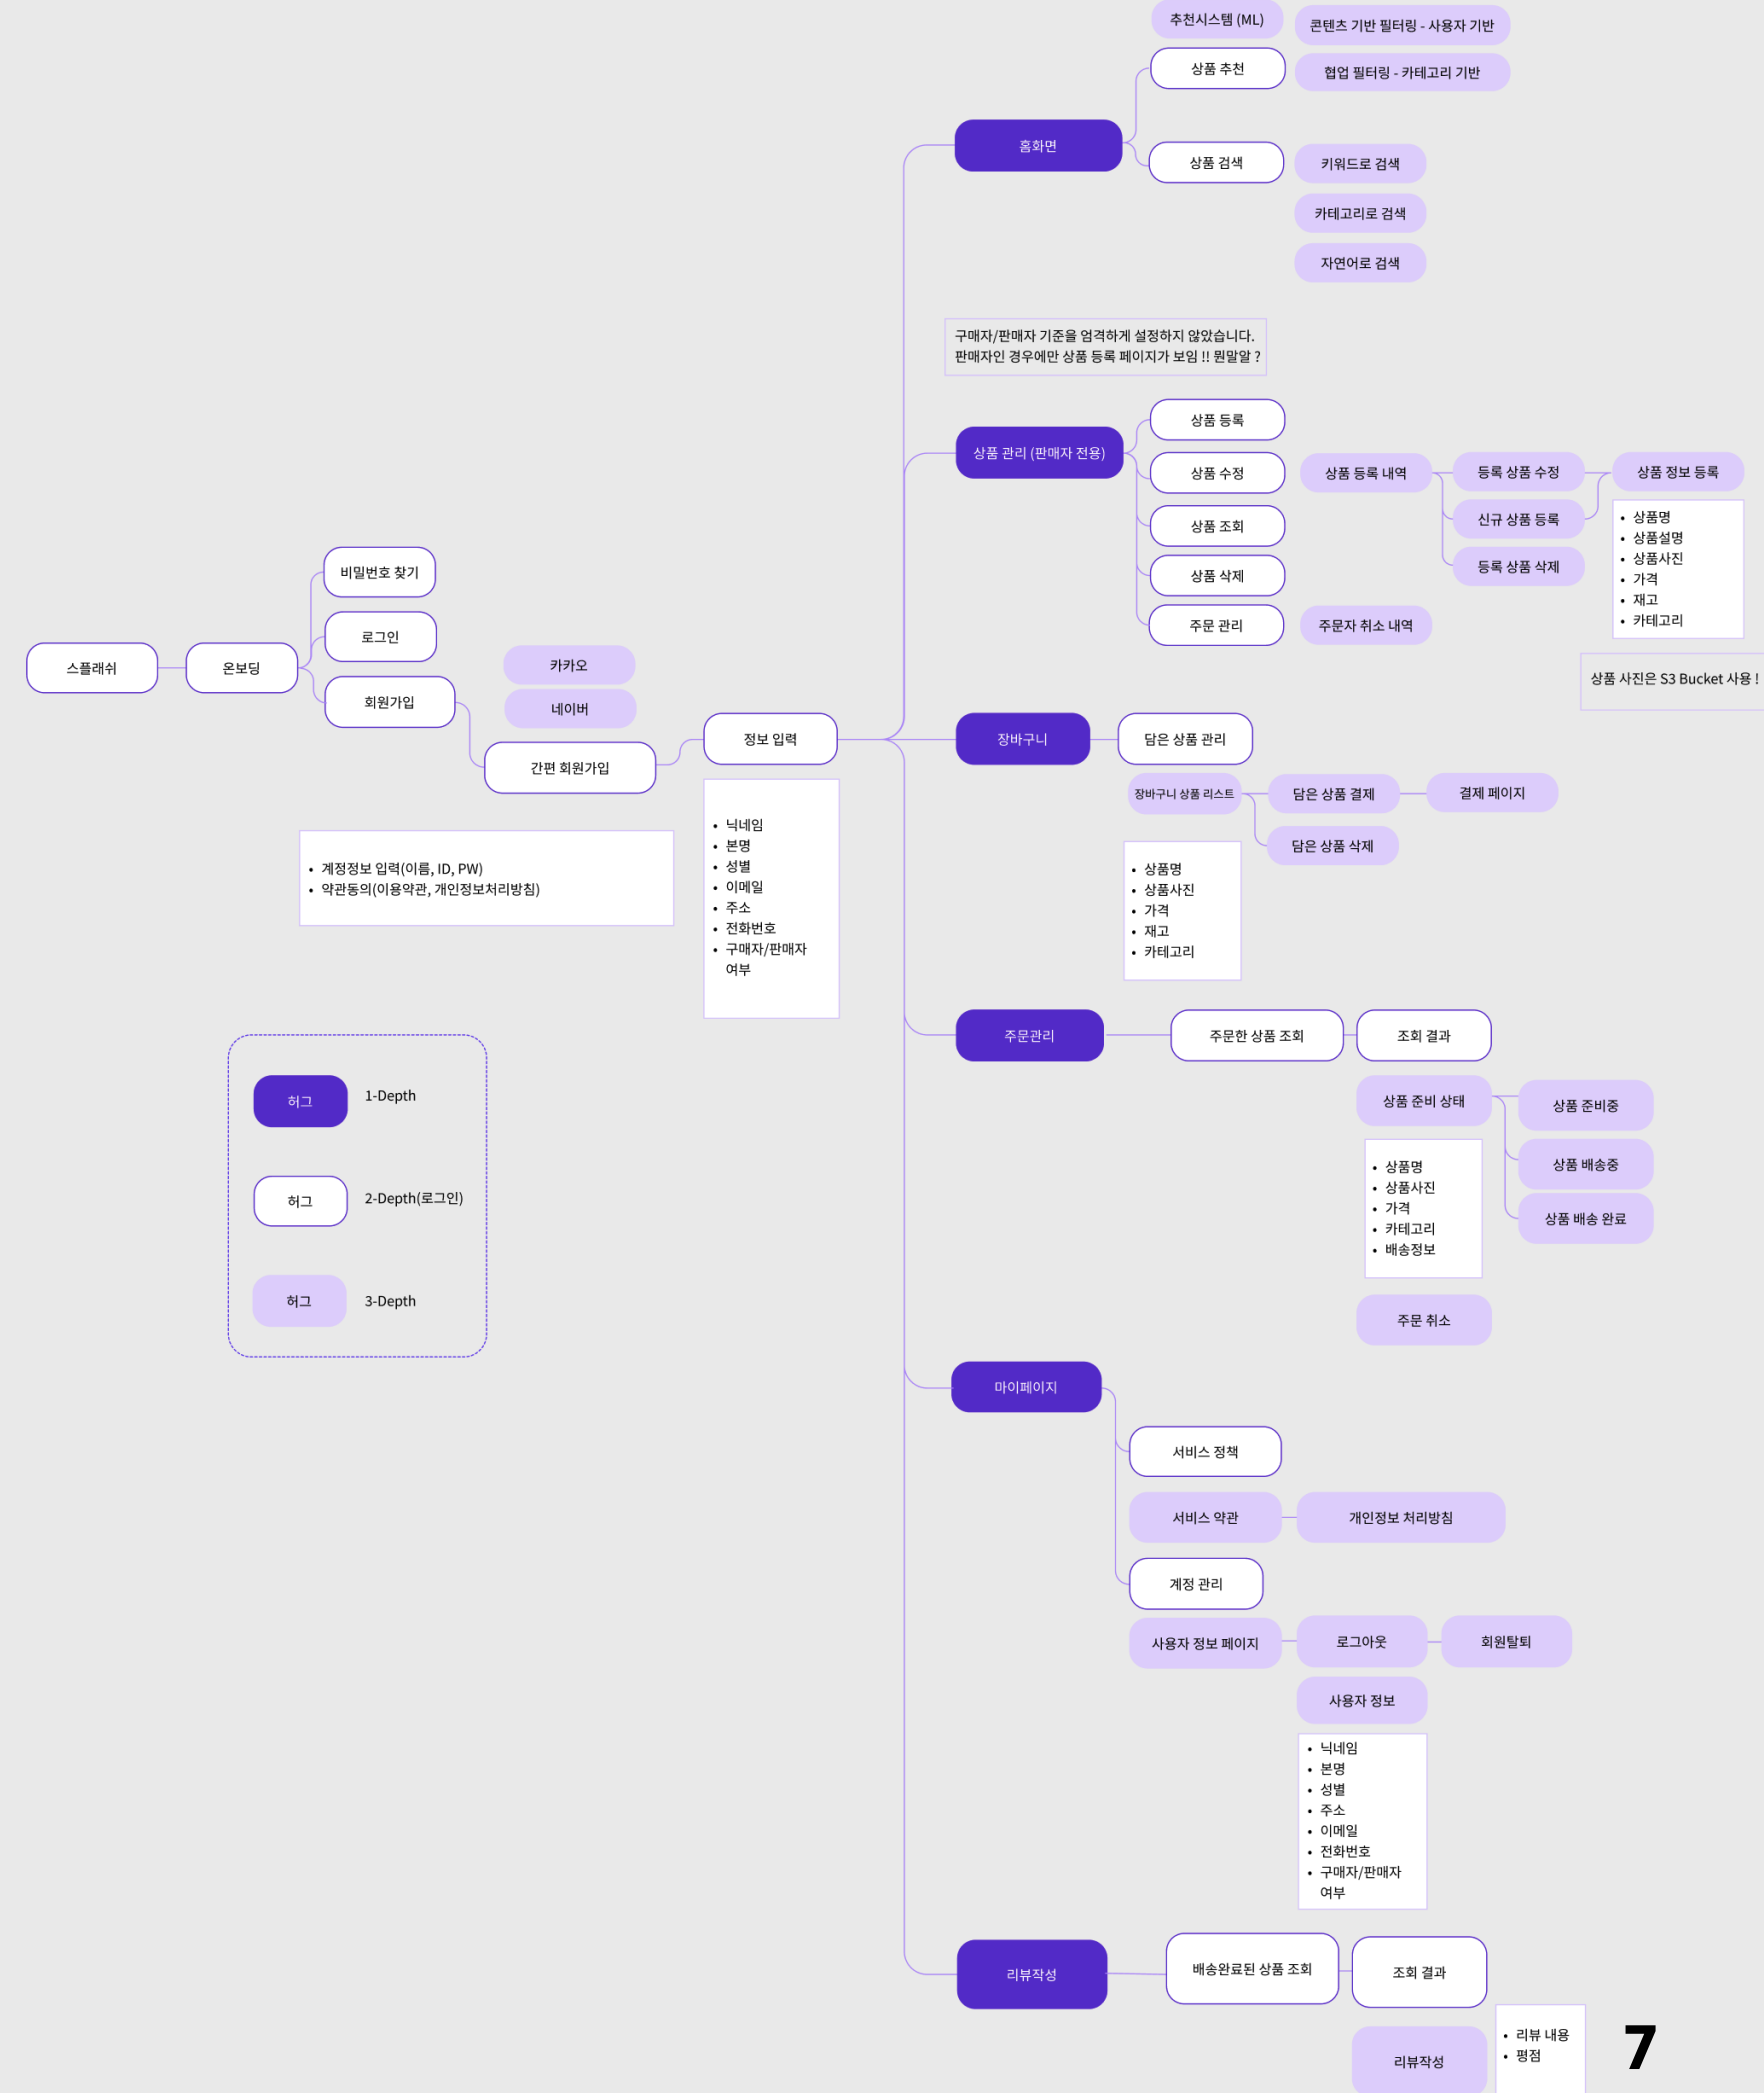 추천시스템 (ML)
콘텐츠 기반 필터링 - 사용자 기반
상품 추천
협업 필터링 - 카테고리 기반
홈화면
상품 검색
키워드로 검색
카테고리로 검색
자연어로 검색
구매자/판매자 기준을 엄격하게 설정하지 않았습니다.
판매자인 경우에만 상품 등록 페이지가 보임 !! 뭔말알 ?
상품 관리 (판매자 전용)
상품 등록
상품 수정
상품 조회
상품 삭제
주문 관리
상품 등록 내역
등록 상품 수정
신규 상품 등록
등록 상품 삭제
상품 정보 등록
• 상품명
• 상품설명
• 상품사진
• 가격
• 재고
• 카테고리
주문자 취소 내역
상품 사진은 S3 Bucket 사용 !
스플래쉬
온보딩
비밀번호 찾기
로그인
회원가입
카카오
네이버
간편 회원가입
정보 입력
• 계정정보 입력(이름, ID, PW)
• 약관동의(이용약관, 개인정보처리방침)
• 닉네임
• 본명
• 성별
• 이메일
• 주소
• 전화번호
• 구매자/판매자
여부
장바구니
담은 상품 관리
장바구니 상품 리스트
담은 상품 결제
결제 페이지
담은 상품 삭제
• 상품명
• 상품사진
• 가격
• 재고
• 카테고리
주문관리
주문한 상품 조회
조회 결과
상품 준비 상태
상품 준비중
상품 배송중
상품 배송 완료
• 상품명
• 상품사진
• 가격
• 카테고리
• 배송정보
주문 취소
허그
1-Depth
허그
2-Depth(로그인)
허그
3-Depth
마이페이지
서비스 정책
서비스 약관
개인정보 처리방침
계정 관리
사용자 정보 페이지
로그아웃
회원탈퇴
사용자 정보
• 닉네임
• 본명
• 성별
• 주소
• 이메일
• 전화번호
• 구매자/판매자
여부
리뷰작성
배송완료된 상품 조회
조회 결과
리뷰작성
• 리뷰 내용
• 평점
7